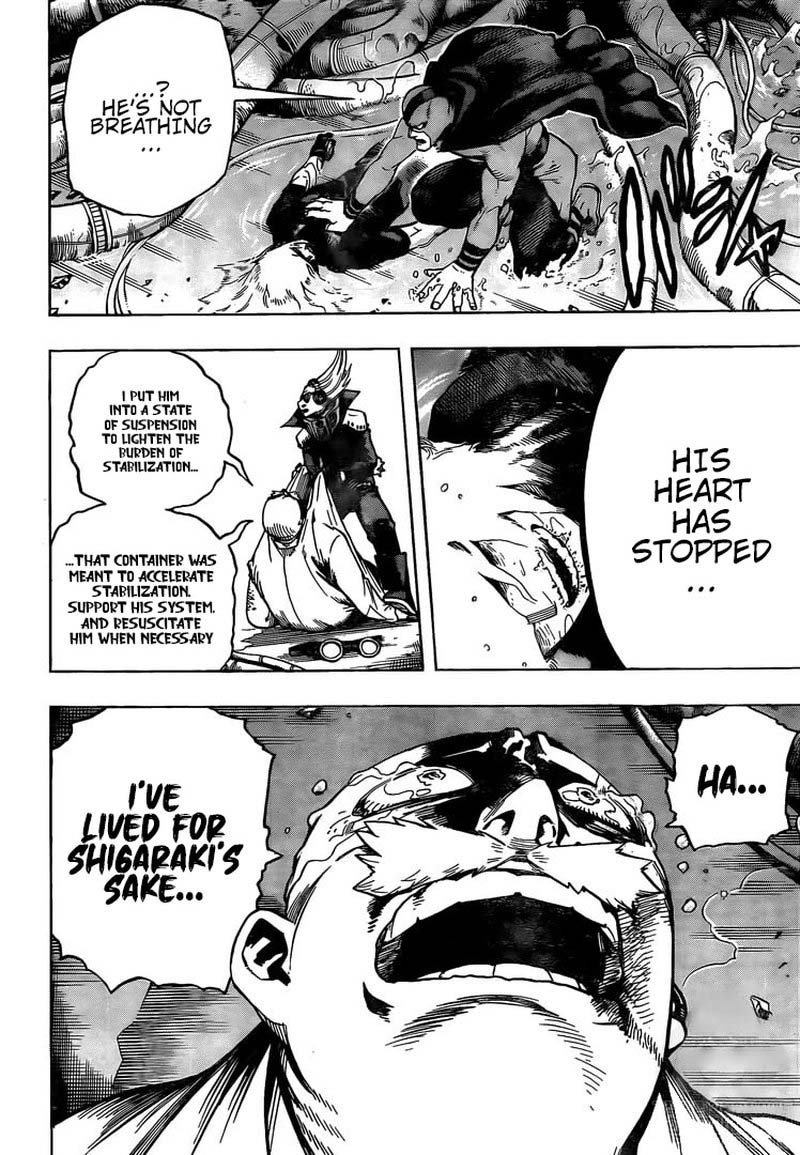 ...?
HE'S NOT
BREATHING
...
HIS
HEART
HAS
STOPPED
...
I PUT HIM
INTO A STATE
OF SUSPENSION
TO LIGHTEN THE
BURDEN OF
STABILIZATION...
...THAT CONTAINER WAS
MEANT TO ACCELERATE
STABILIZATION,
SUPPORT HIS SYSTEM,
AND RESUSCITATE
HIM WHEN NECESSARY
HA...
I'VE
LIVED FOR
SHIGARAKI'S
SAKE...